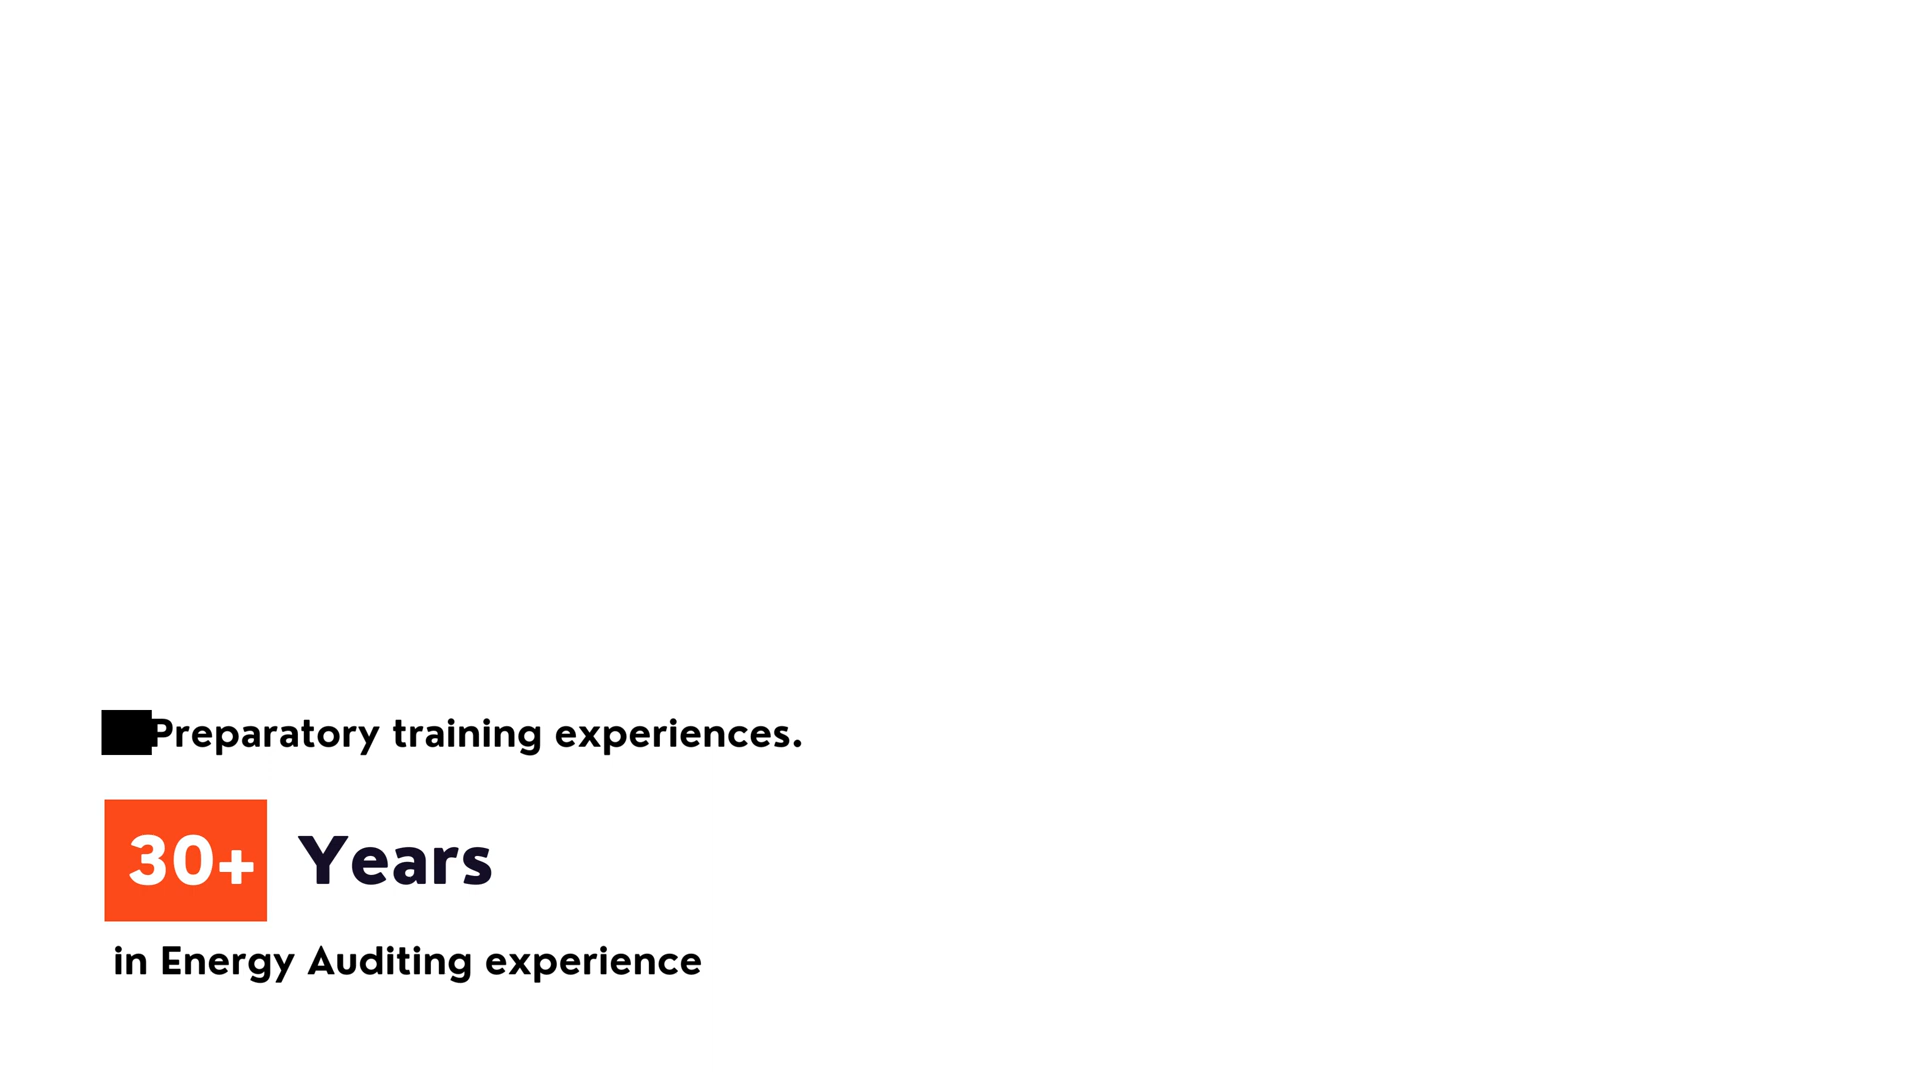 Preparatory training experiences.
30+ Years
in Energy Auditing experience